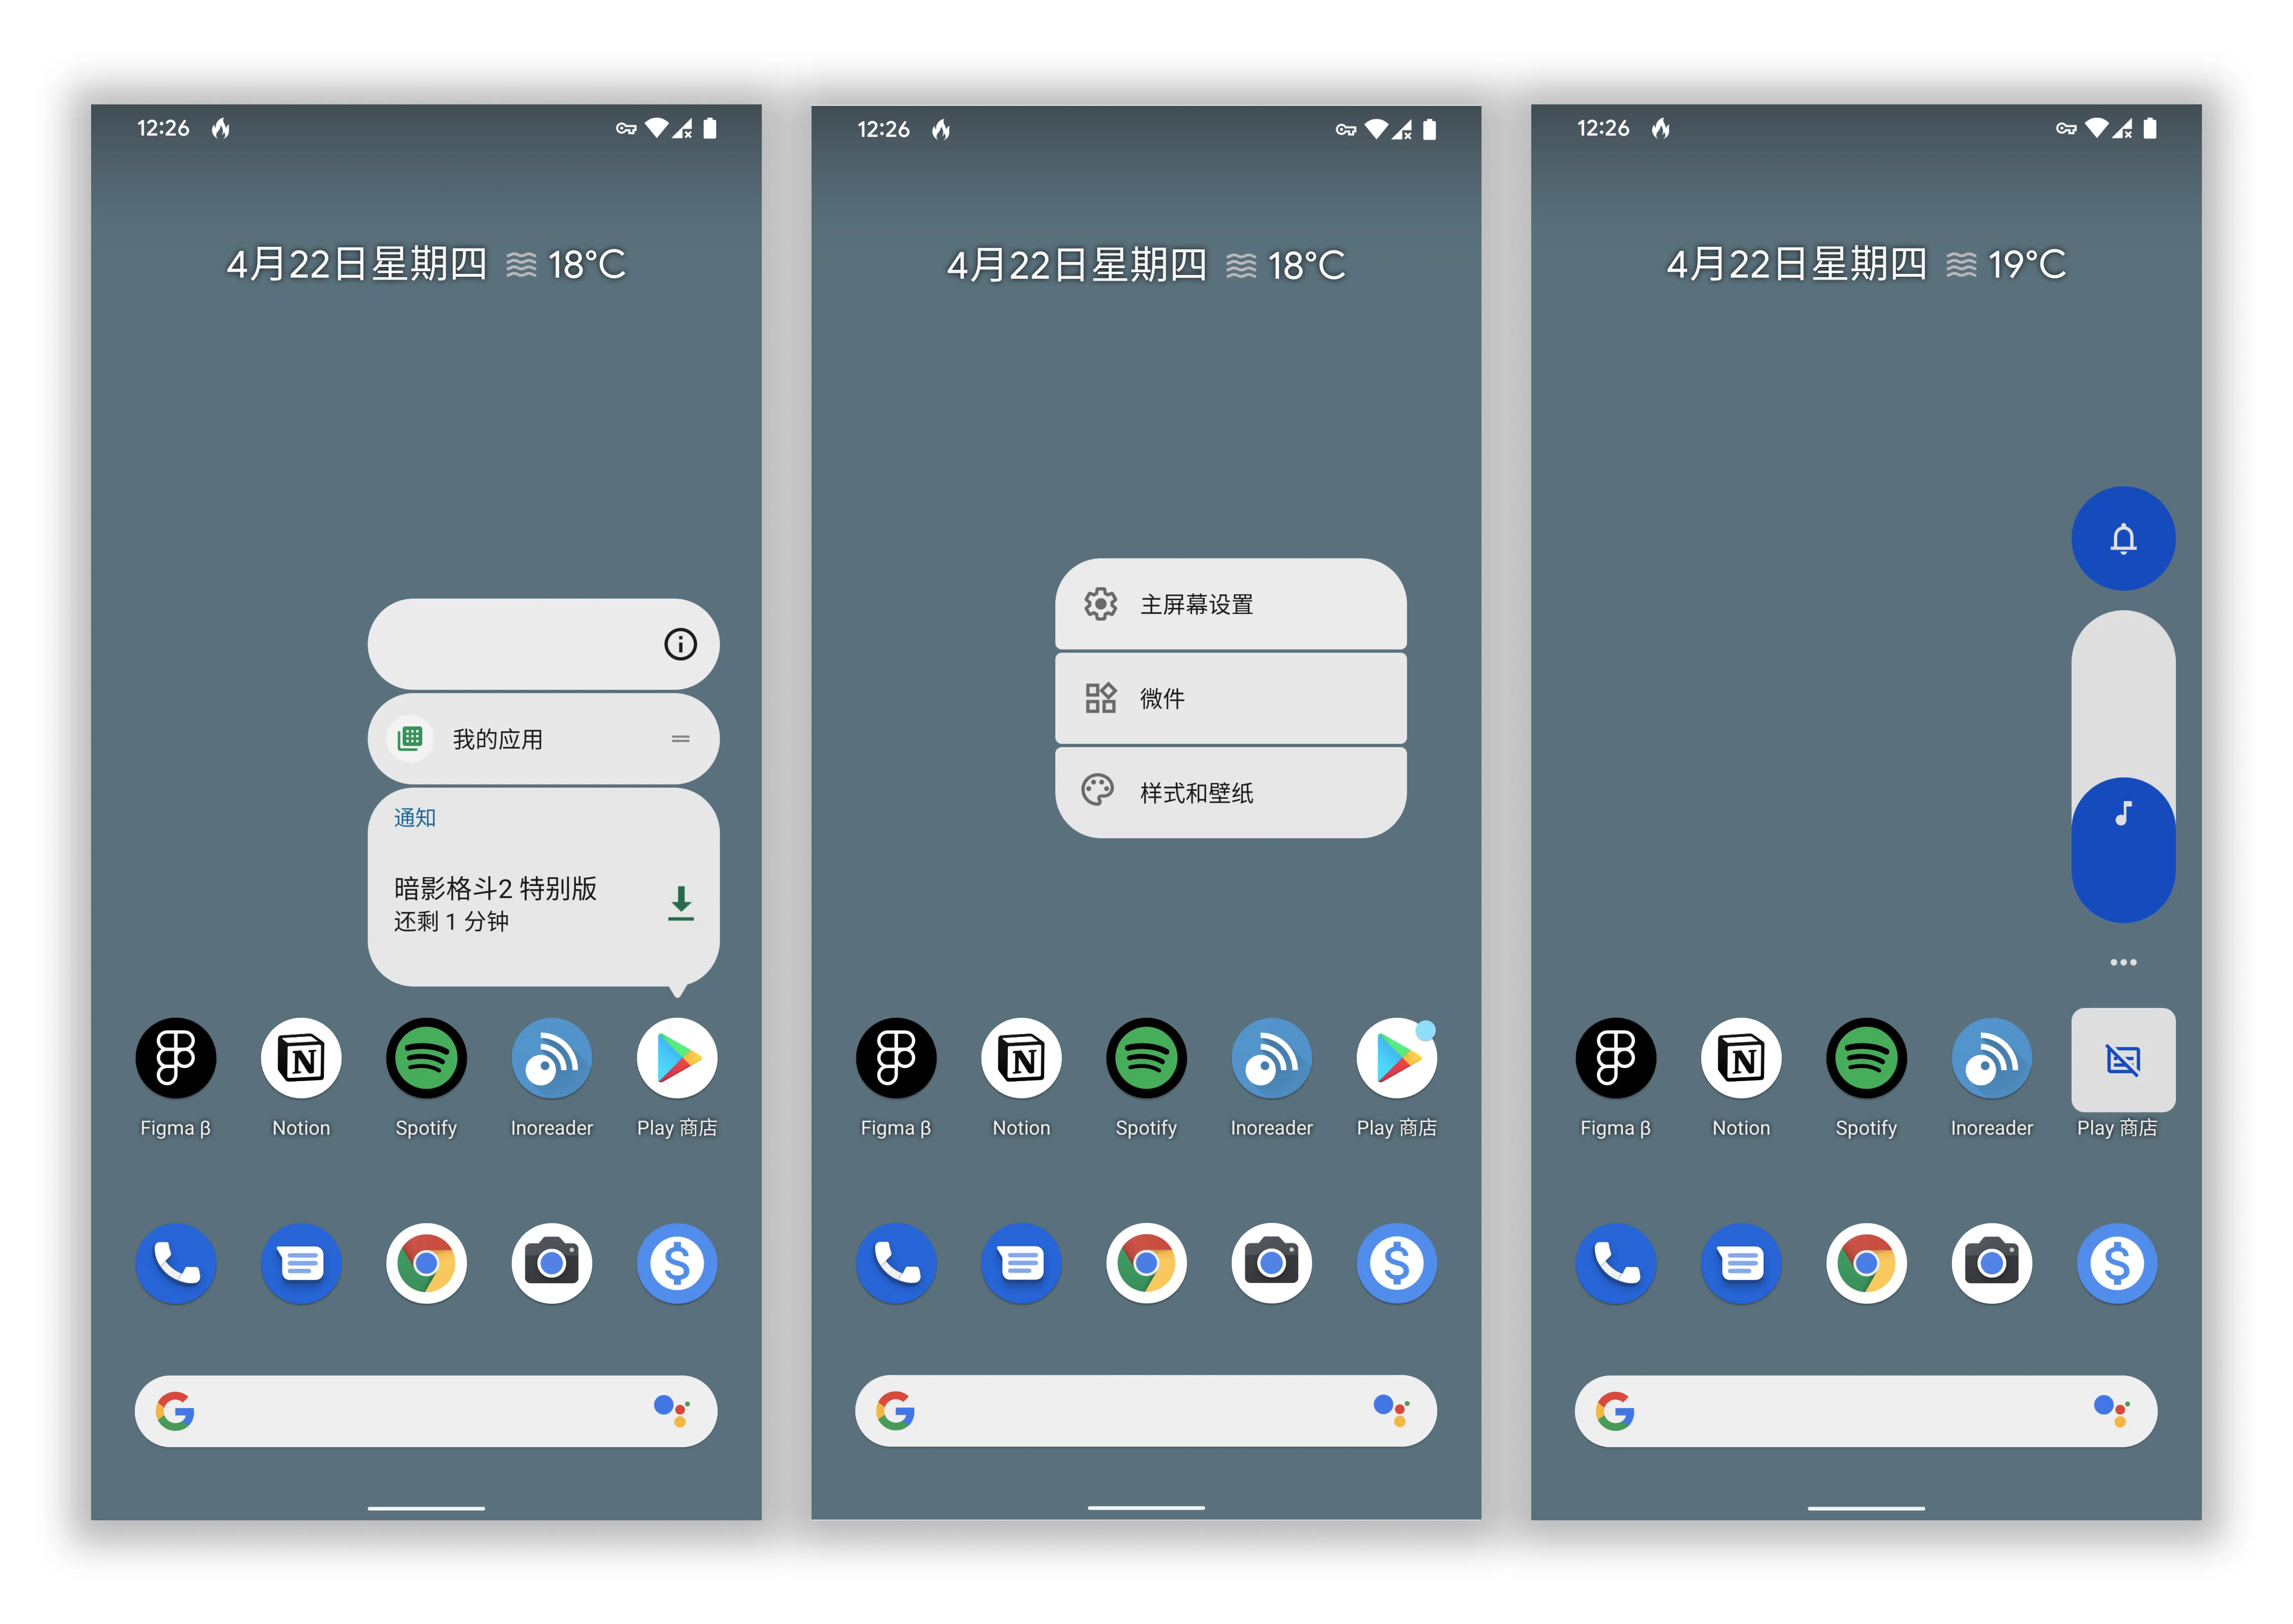 12:26
4月22日星期四 18°C
我的应用
通知
暗影格斗2 特别版
还剩 1 分钟
Figma β Notion Spotify Inoreader Play 商店
12:26
4月22日星期四 18°C
主屏幕设置
微件
样式和壁纸
Figma β Notion Spotify Inoreader Play 商店
12:26
4月22日星期四 19°C
Figma β Notion Spotify Inoreader Play 商店